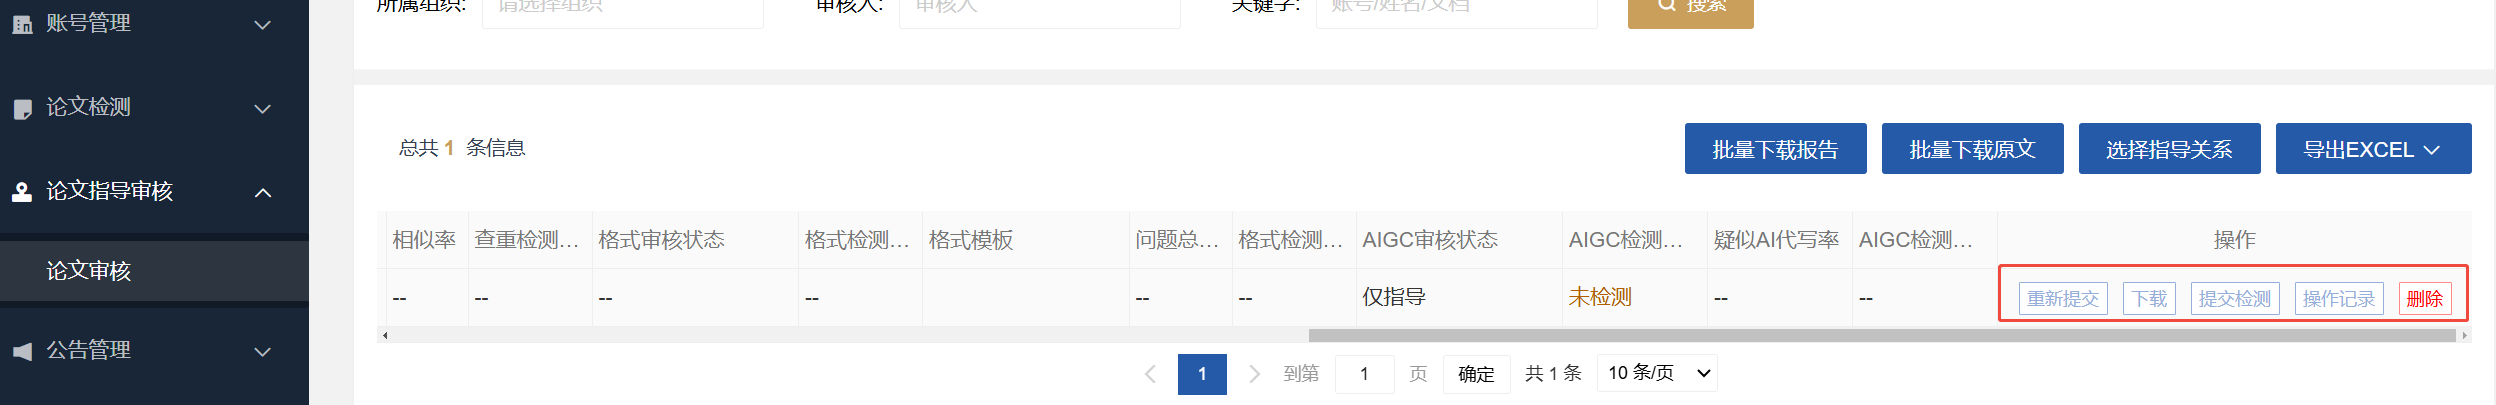 账号管理
论文检测
论文指导审核
论文审核
公告管理
所属组织: 请选择组织 审核人: 审核人 关键字: 账号/姓名/文档 搜索
总共 1 条信息
批量下载报告 批量下载原文 选择指导关系 导出EXCEL
相似率 查重检测... 格式审核状态 格式检测... 格式模板 问题总... 格式检测... AIGC审核状态 AIGC检测... 疑似AI代写率 AIGC检测... 操作
-- -- -- -- -- -- 仅指导 未检测 -- -- 重新提交 下载 提交检测 操作记录 删除
1 到第 1 页 确定 共 1 条 10 条/页